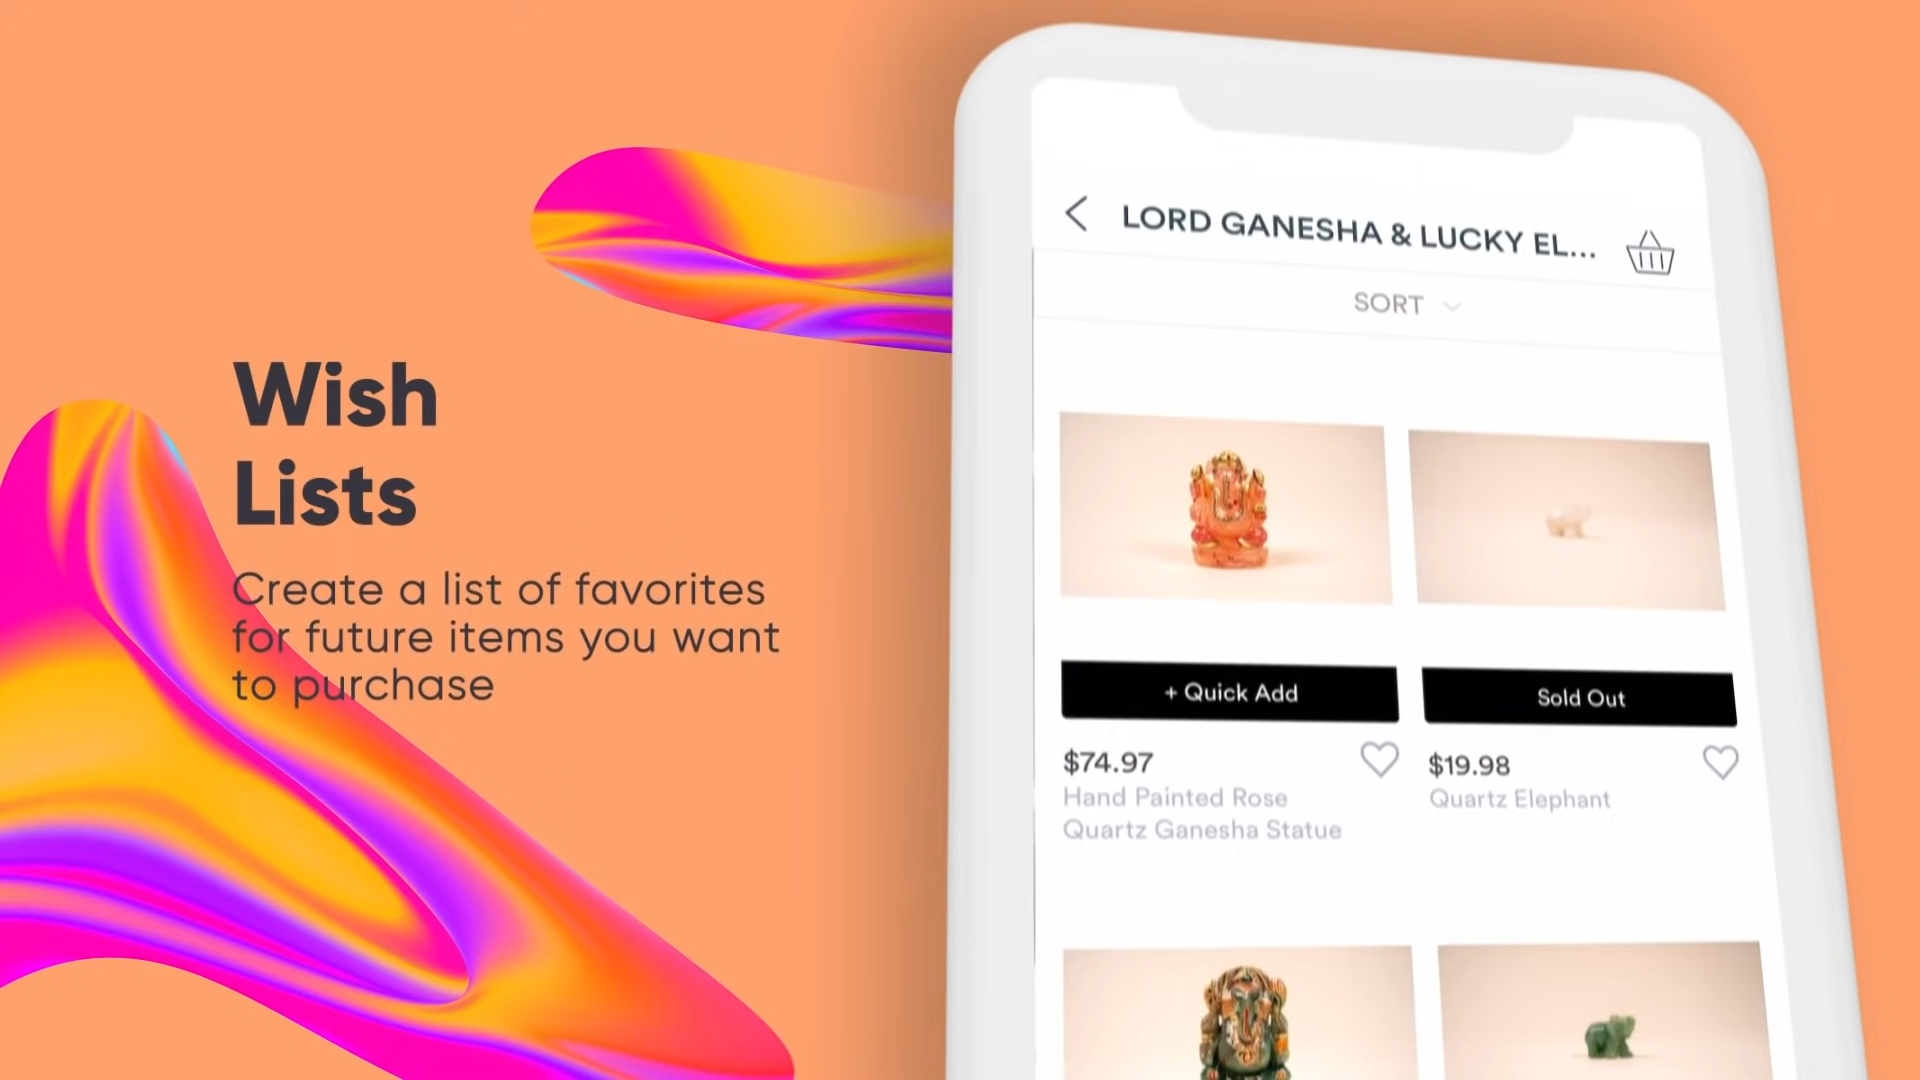 Wish
Lists
Create a list of favorites
for future items you want
to purchase
LORD GANESHA & LUCKY EL...
SORT
+ Quick Add
Sold Out
$74.97
Hand Painted Rose
Quartz Ganesha Statue
$19.98
Quartz Elephant